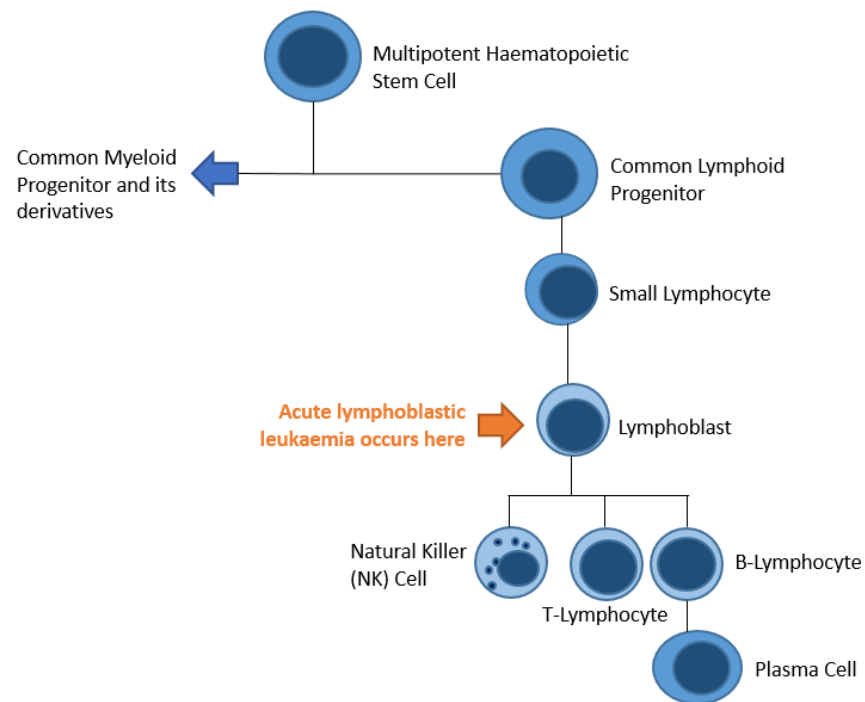 Multipotent Haematopoietic
Stem Cell
Common Myeloid
Progenitor and its
derivatives
Common Lymphoid
Progenitor
Small Lymphocyte
Acute lymphoblastic
leukaemia occurs here
Lymphoblast
Natural Killer
(NK) Cell
T-Lymphocyte
B-Lymphocyte
Plasma Cell